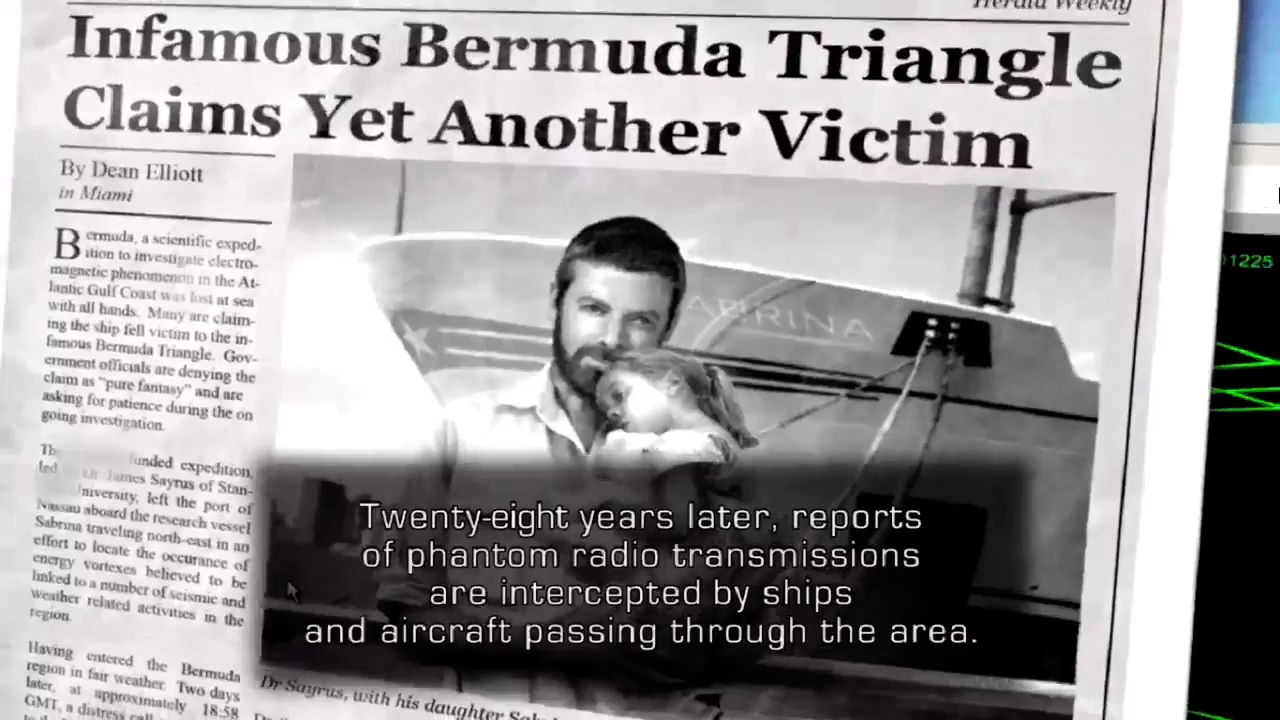 Herald Weekly
Infamous Bermuda Triangle
Claims Yet Another Victim
By Dean Elliott
in Miami
Bermuda, a scientific exped-
ition to investigate electro-
magnetic phenomenon in the At-
lantic Gulf Coast was lost at sea
with all hands. Many are claim-
ing the ship fell victim to the in-
famous Bermuda Triangle. Gov-
ernment officials are denying the
claim as “pure fantasy” and are
asking for patience during the on
going investigation.
funded expedition,
led Dr James Sayrus of Stan-
niversity, left the port of
Nassau aboard the research vessel
Sabrina traveling north-east in an
effort to locate the occurance of
energy vortexes believed to be
linked to a number of seismic and
weather related activities in the
region.
Having entered the Bermuda
region in fair weather. Two days
later, at approximately 18:58
GMT, a distress call
ABRINA
Dr Sayrus, with his daughter
01225
Twenty-eight years later, reports
of phantom radio transmissions
are intercepted by ships
and aircraft passing through the area.